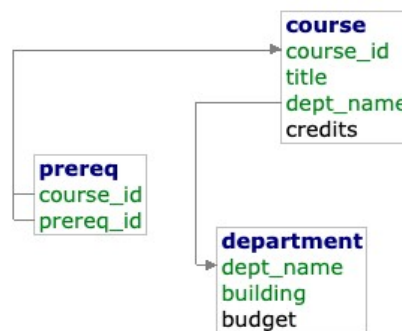 course
course_id
title
dept_name
credits
prereq
course_id
prereq_id
department
dept_name
building
budget